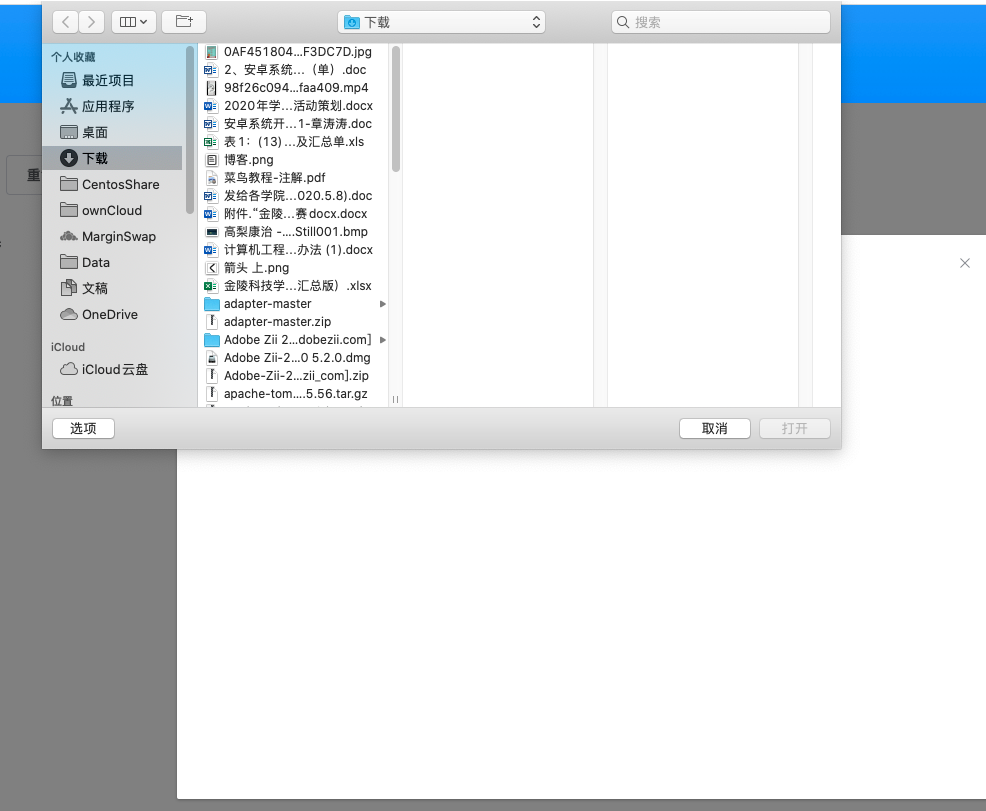 下载
搜索
个人收藏
最近项目
应用程序
桌面
下载
CentosShare
ownCloud
MarginSwap
Data
文稿
OneDrive
iCloud
iCloud云盘
位置
0AF451804...F3DC7D.jpg
2、安卓系统...（单）.doc
98f26c094...faa409.mp4
2020年学...活动策划.docx
安卓系统开...1-章涛涛.doc
表1:（13）...及汇总单.xls
博客.png
菜鸟教程-注解.pdf
发给各学院...020.5.8).doc
附件.“金陵...赛docx.docx
高梨康治 -....Still001.bmp
计算机工程...办法 (1).docx
箭头 上.png
金陵科技学...汇总版）.xlsx
adapter-master
adapter-master.zip
Adobe Zii 2...dobezii.com]
Adobe Zii-2...0 5.2.0.dmg
Adobe-Zii-2...zii_com].zip
apache-tom....5.56.tar.gz
选项
取消
打开
重